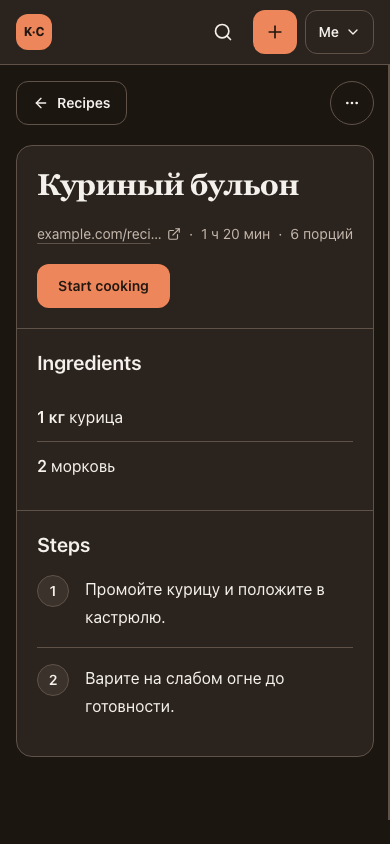 K·C
Me
Recipes
Куриный бульон
example.com/reci... · 1 ч 20 мин · 6 порций
Start cooking
Ingredients
1 кг курица
2 морковь
Steps
1 Промойте курицу и положите в
кастрюлю.
2 Варите на слабом огне до
готовности.